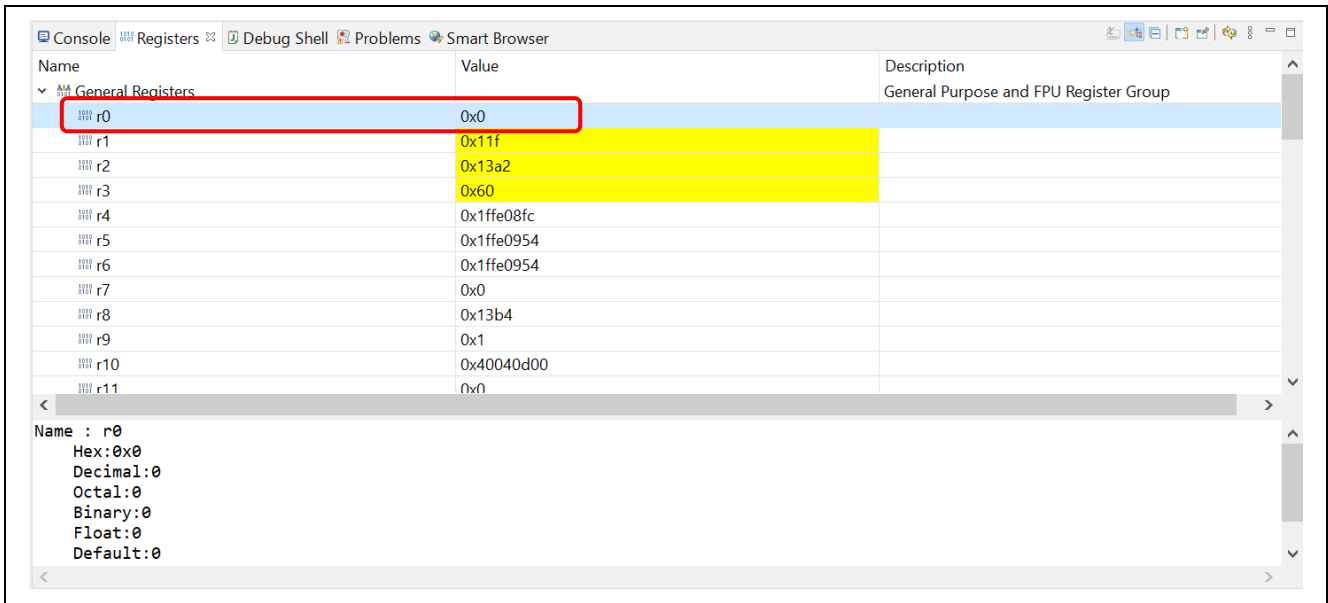 Console Registers Debug Shell Problems Smart Browser
Name Value Description
General Registers General Purpose and FPU Register Group
r0 0x0
r1 0x11f
r2 0x13a2
r3 0x60
r4 0x1ffe08fc
r5 0x1ffe0954
r6 0x1ffe0954
r7 0x0
r8 0x13b4
r9 0x1
r10 0x40040d00
r11 0x0
Name : r0
Hex:0x0
Decimal:0
Octal:0
Binary:0
Float:0
Default:0